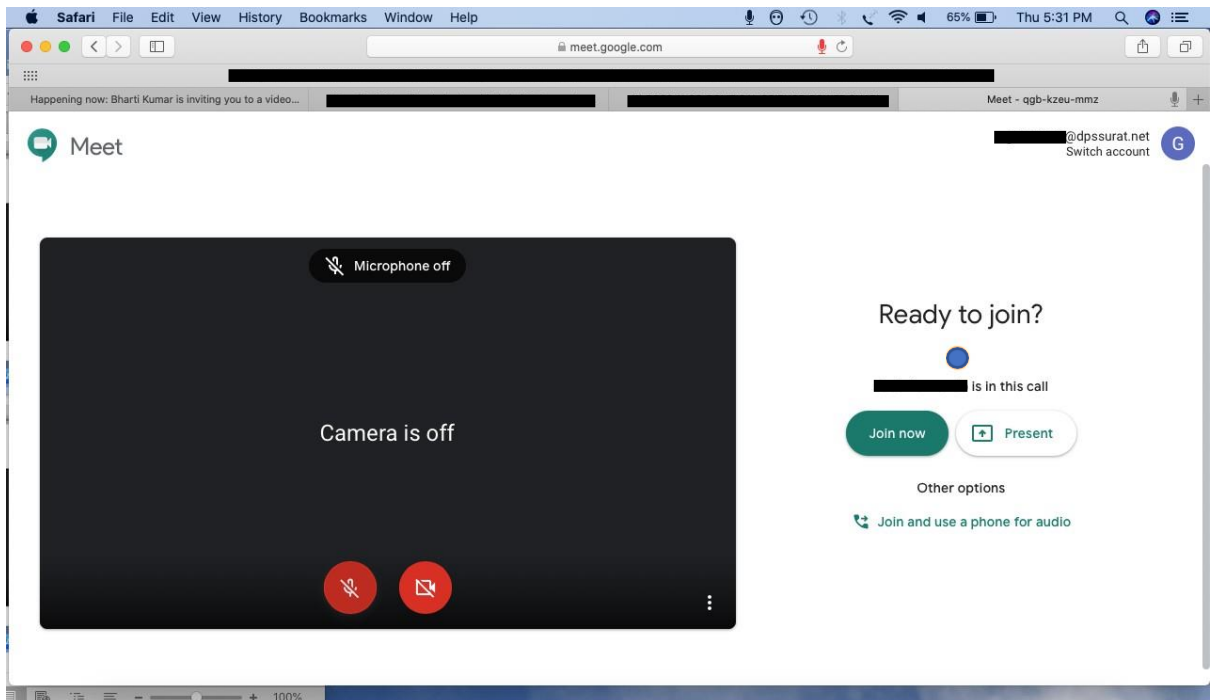 Safari File Edit View History Bookmarks Window Help 65% Thu 5:31 PM
meet.google.com
Happening now: Bharti Kumar is inviting you to a video... Meet - qgb-kzeu-mmz
Meet
@dpssurat.net
Switch account
G
Microphone off
Camera is off
Ready to join?
is in this call
Join now Present
Other options
Join and use a phone for audio
100%